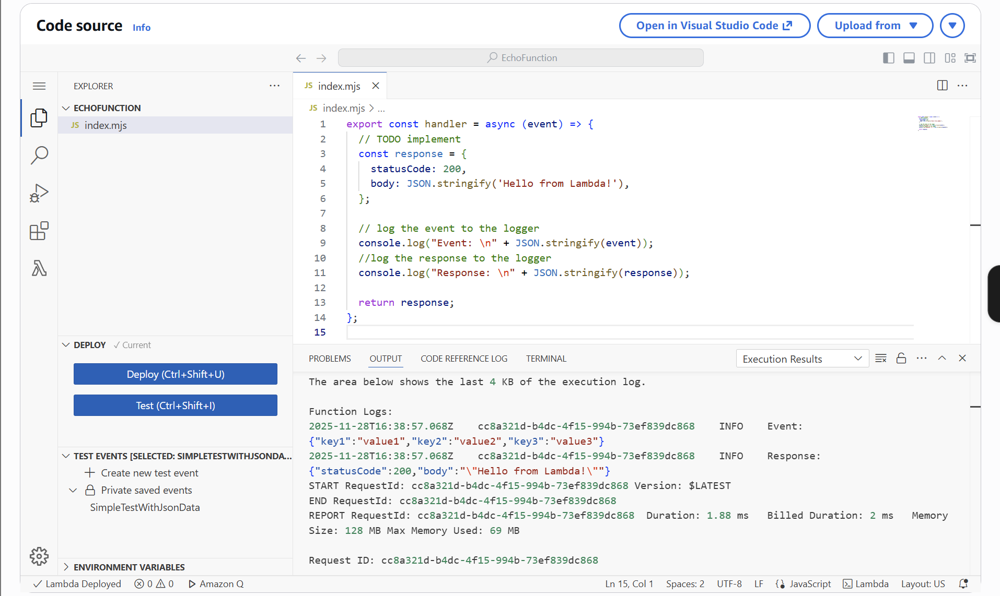 Code source Info
Open in Visual Studio Code
Upload from
EchoFunction
EXPLORER
ECHOFUNCTION
JS index.mjs
DEPLOY ✓ Current
Deploy (Ctrl+Shift+U)
Test (Ctrl+Shift+I)
TEST EVENTS [SELECTED: SIMPLETESTWITHJSONDA...
Create new test event
Private saved events
SimpleTestWithJsonData
ENVIRONMENT VARIABLES
JS index.mjs
JS index.mjs > ...
1 export const handler = async (event) => {
2 // TODO implement
3 const response = {
4 statusCode: 200,
5 body: JSON.stringify('Hello from Lambda!'),
6 };
7
8 // log the event to the logger
9 console.log("Event: \n" + JSON.stringify(event));
10 //log the response to the logger
11 console.log("Response: \n" + JSON.stringify(response));
12
13 return response;
14 };
15
PROBLEMS OUTPUT CODE REFERENCE LOG TERMINAL
Execution Results
The area below shows the last 4 KB of the execution log.
Function Logs:
2025-11-28T16:38:57.068Z cc8a321d-b4dc-4f15-994b-73ef839dc868 INFO Event:
{"key1":"value1","key2":"value2","key3":"value3"}
2025-11-28T16:38:57.068Z cc8a321d-b4dc-4f15-994b-73ef839dc868 INFO Response:
{"statusCode":200,"body":"\"Hello from Lambda!\""}
START RequestId: cc8a321d-b4dc-4f15-994b-73ef839dc868 Version: $LATEST
END RequestId: cc8a321d-b4dc-4f15-994b-73ef839dc868
REPORT RequestId: cc8a321d-b4dc-4f15-994b-73ef839dc868 Duration: 1.88 ms Billed Duration: 2 ms Memory
Size: 128 MB Max Memory Used: 69 MB
Request ID: cc8a321d-b4dc-4f15-994b-73ef839dc868
Lambda Deployed 0 0 Amazon Q
Ln 15, Col 1 Spaces: 2 UTF-8 LF {} JavaScript Lambda Layout: US